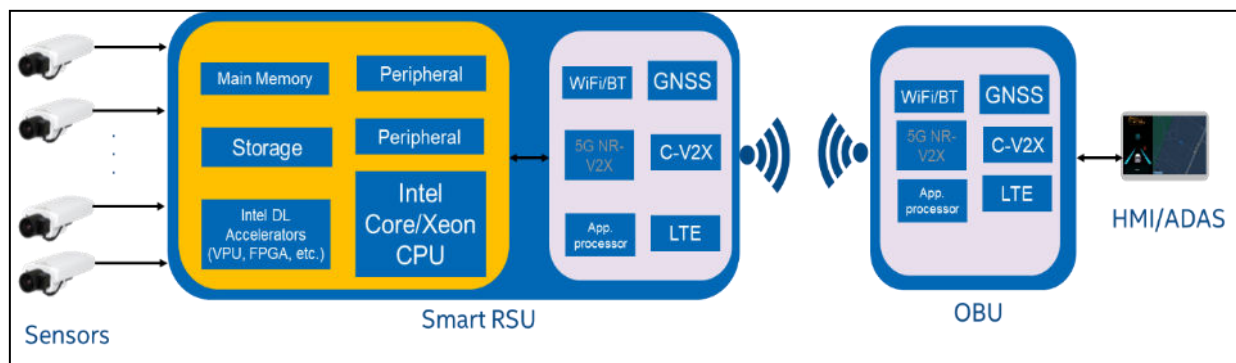 Main Memory
Peripheral
Storage
Peripheral
Intel DL
Accelerators
(VPU, FPGA, etc.)
Intel
Core/Xeon
CPU
WiFi/BT
GNSS
5G NR-
V2X
C-V2X
App.
processor
LTE
WiFi/BT
GNSS
5G NR-
V2X
C-V2X
App.
processor
LTE
HMI/ADAS
Sensors
Smart RSU
OBU